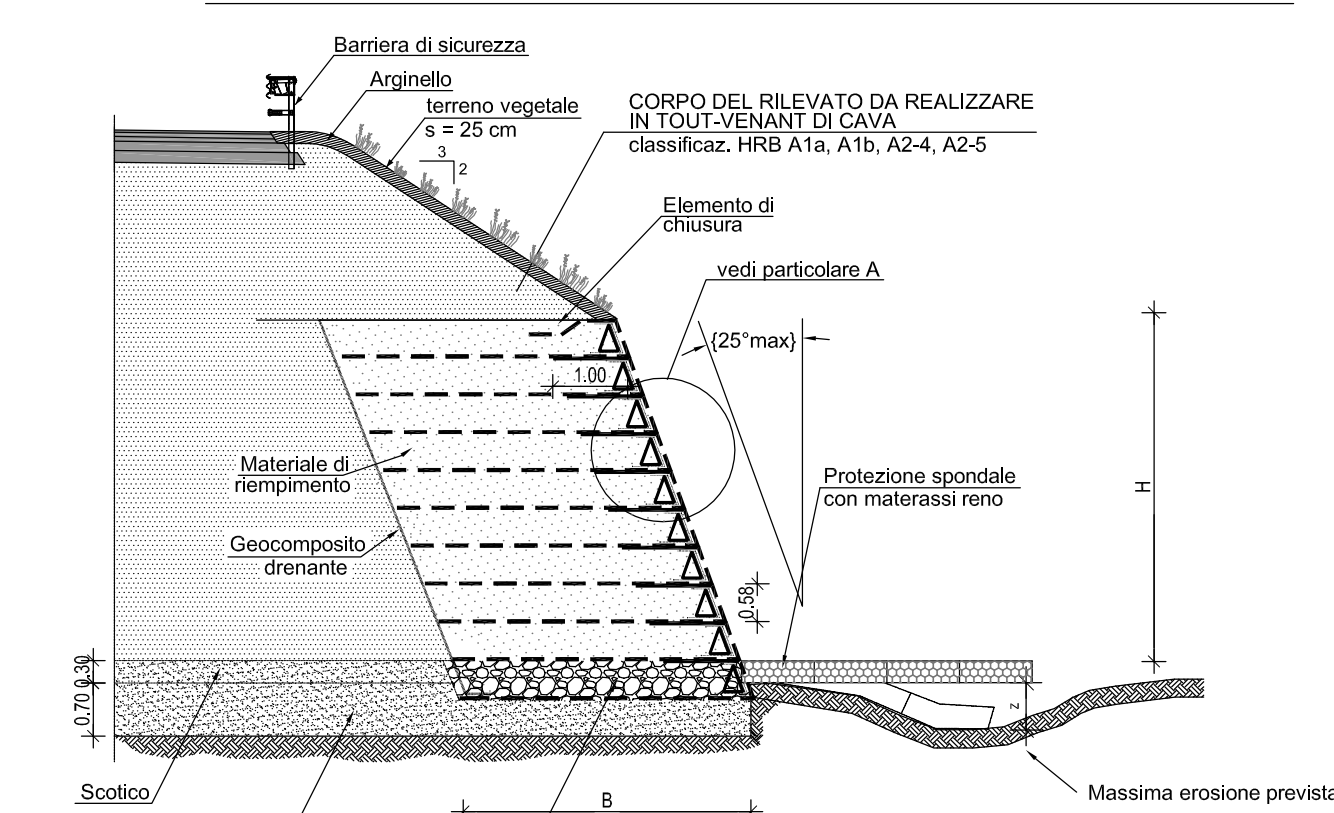 Barriera di sicurezza
Arginello
terreno vegetale
s = 25 cm
3
2
CORPO DEL RILEVATO DA REALIZZARE
IN TOUT-VENANT DI CAVA
classificaz. HRB A1a, A1b, A2-4, A2-5
Elemento di
chiusura
vedi particolare A
{25°max}
1.00
H
Materiale di
riempimento
Protezione spondale
con materassi reno
Geocomposito
drenante
0.58
0.30
0.70
z
Scotico
B
Massima erosione prevista